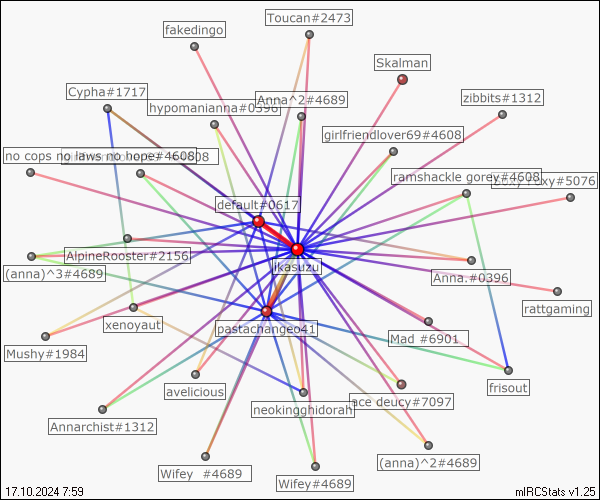 Toucan#2473
fakedingo
Skalman
Cypha#1717
Anna^2#4689
zibbits#1312
hypomanianna#0396
girlfriendlover69#4608
no cops no laws no hope#4608
ramshackle gorey#4608
#5076
default#0617
AlpineRooster#2156
ikasuzu
(anna)^3#4689
Anna.#0396
rattgaming
xenoyaut
pastachangeo41
Mad #6901
Mushy#1984
frisout
avelicious
ace deucy#7097
neokingghidorah
Annarchist#1312
(anna)^2#4689
Wifey #4689
Wifey#4689
17.10.2024 7:59
mIRCStats v1.25